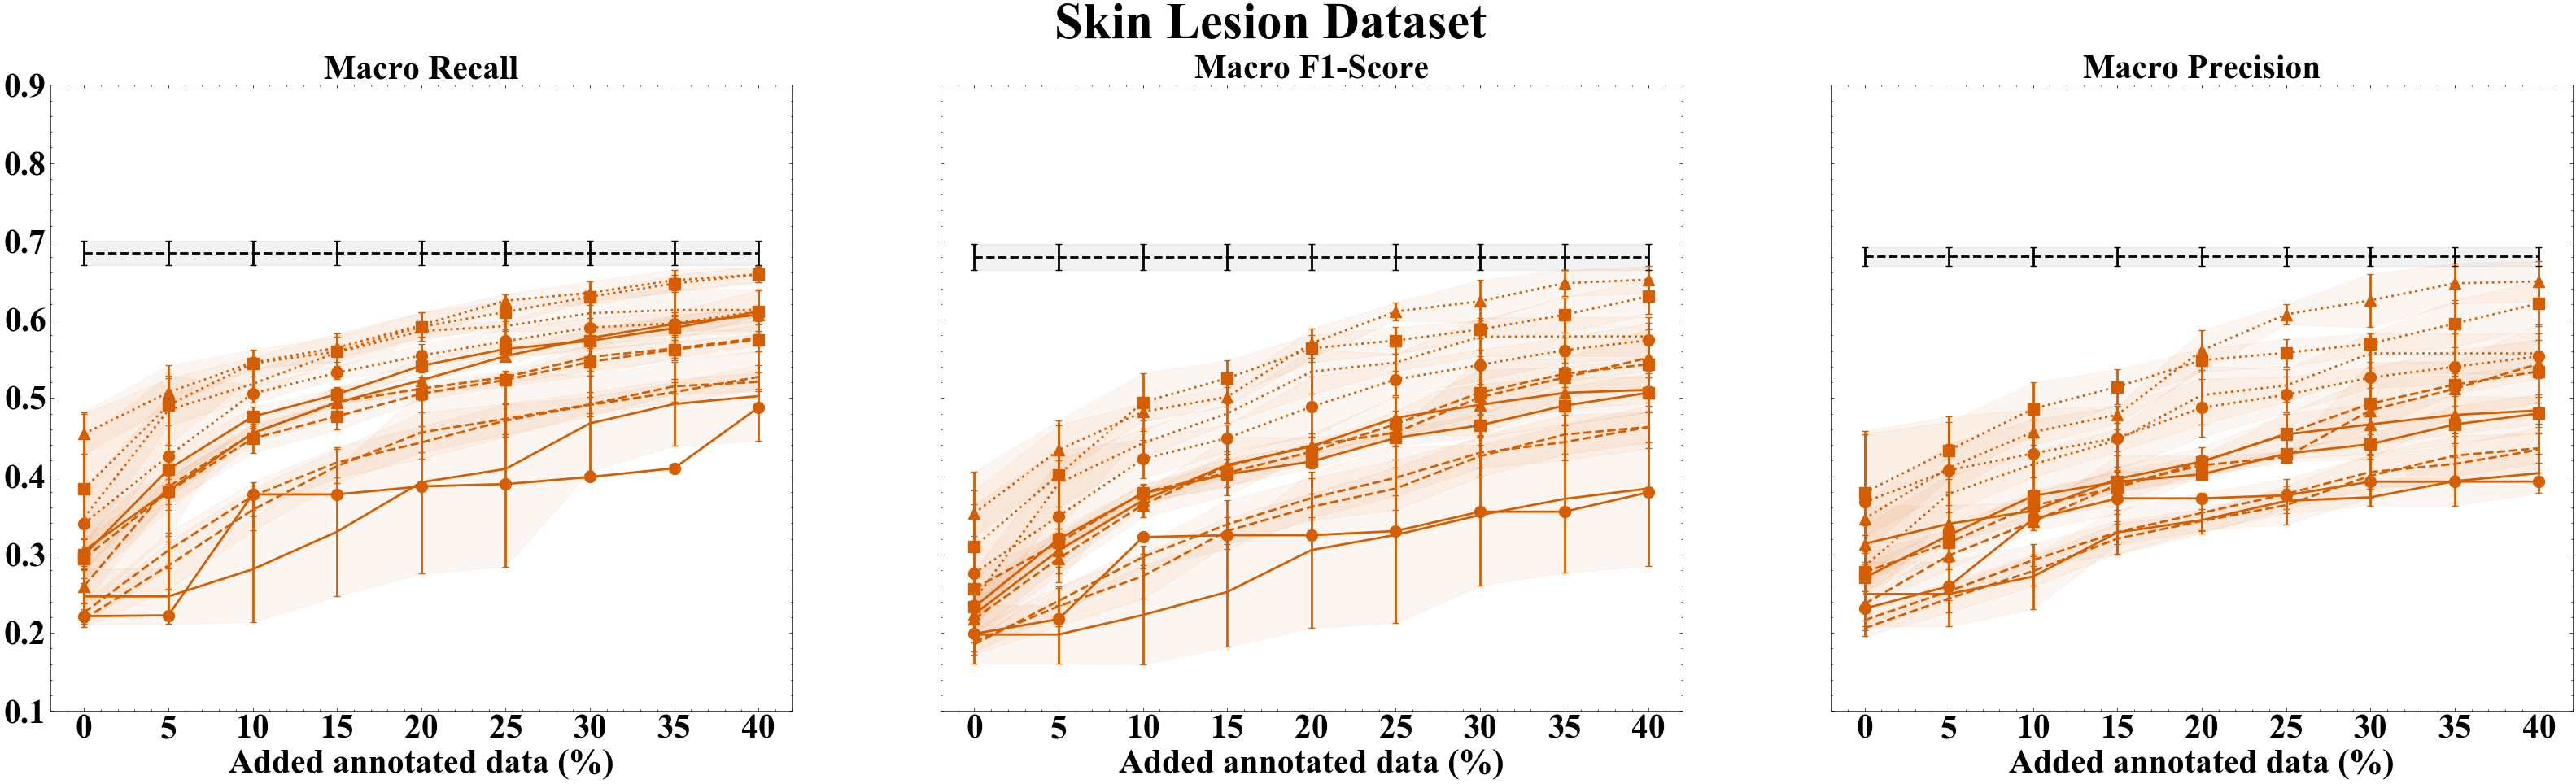 Skin Lesion Dataset
Macro Recall
Macro F1-Score
Macro Precision
0.9
0.8
0.7
0.6
0.5
0.4
0.3
0.2
0.1
0 5 10 15 20 25 30 35 40
0 5 10 15 20 25 30 35 40
0 5 10 15 20 25 30 35 40
Added annotated data (%)
Added annotated data (%)
Added annotated data (%)